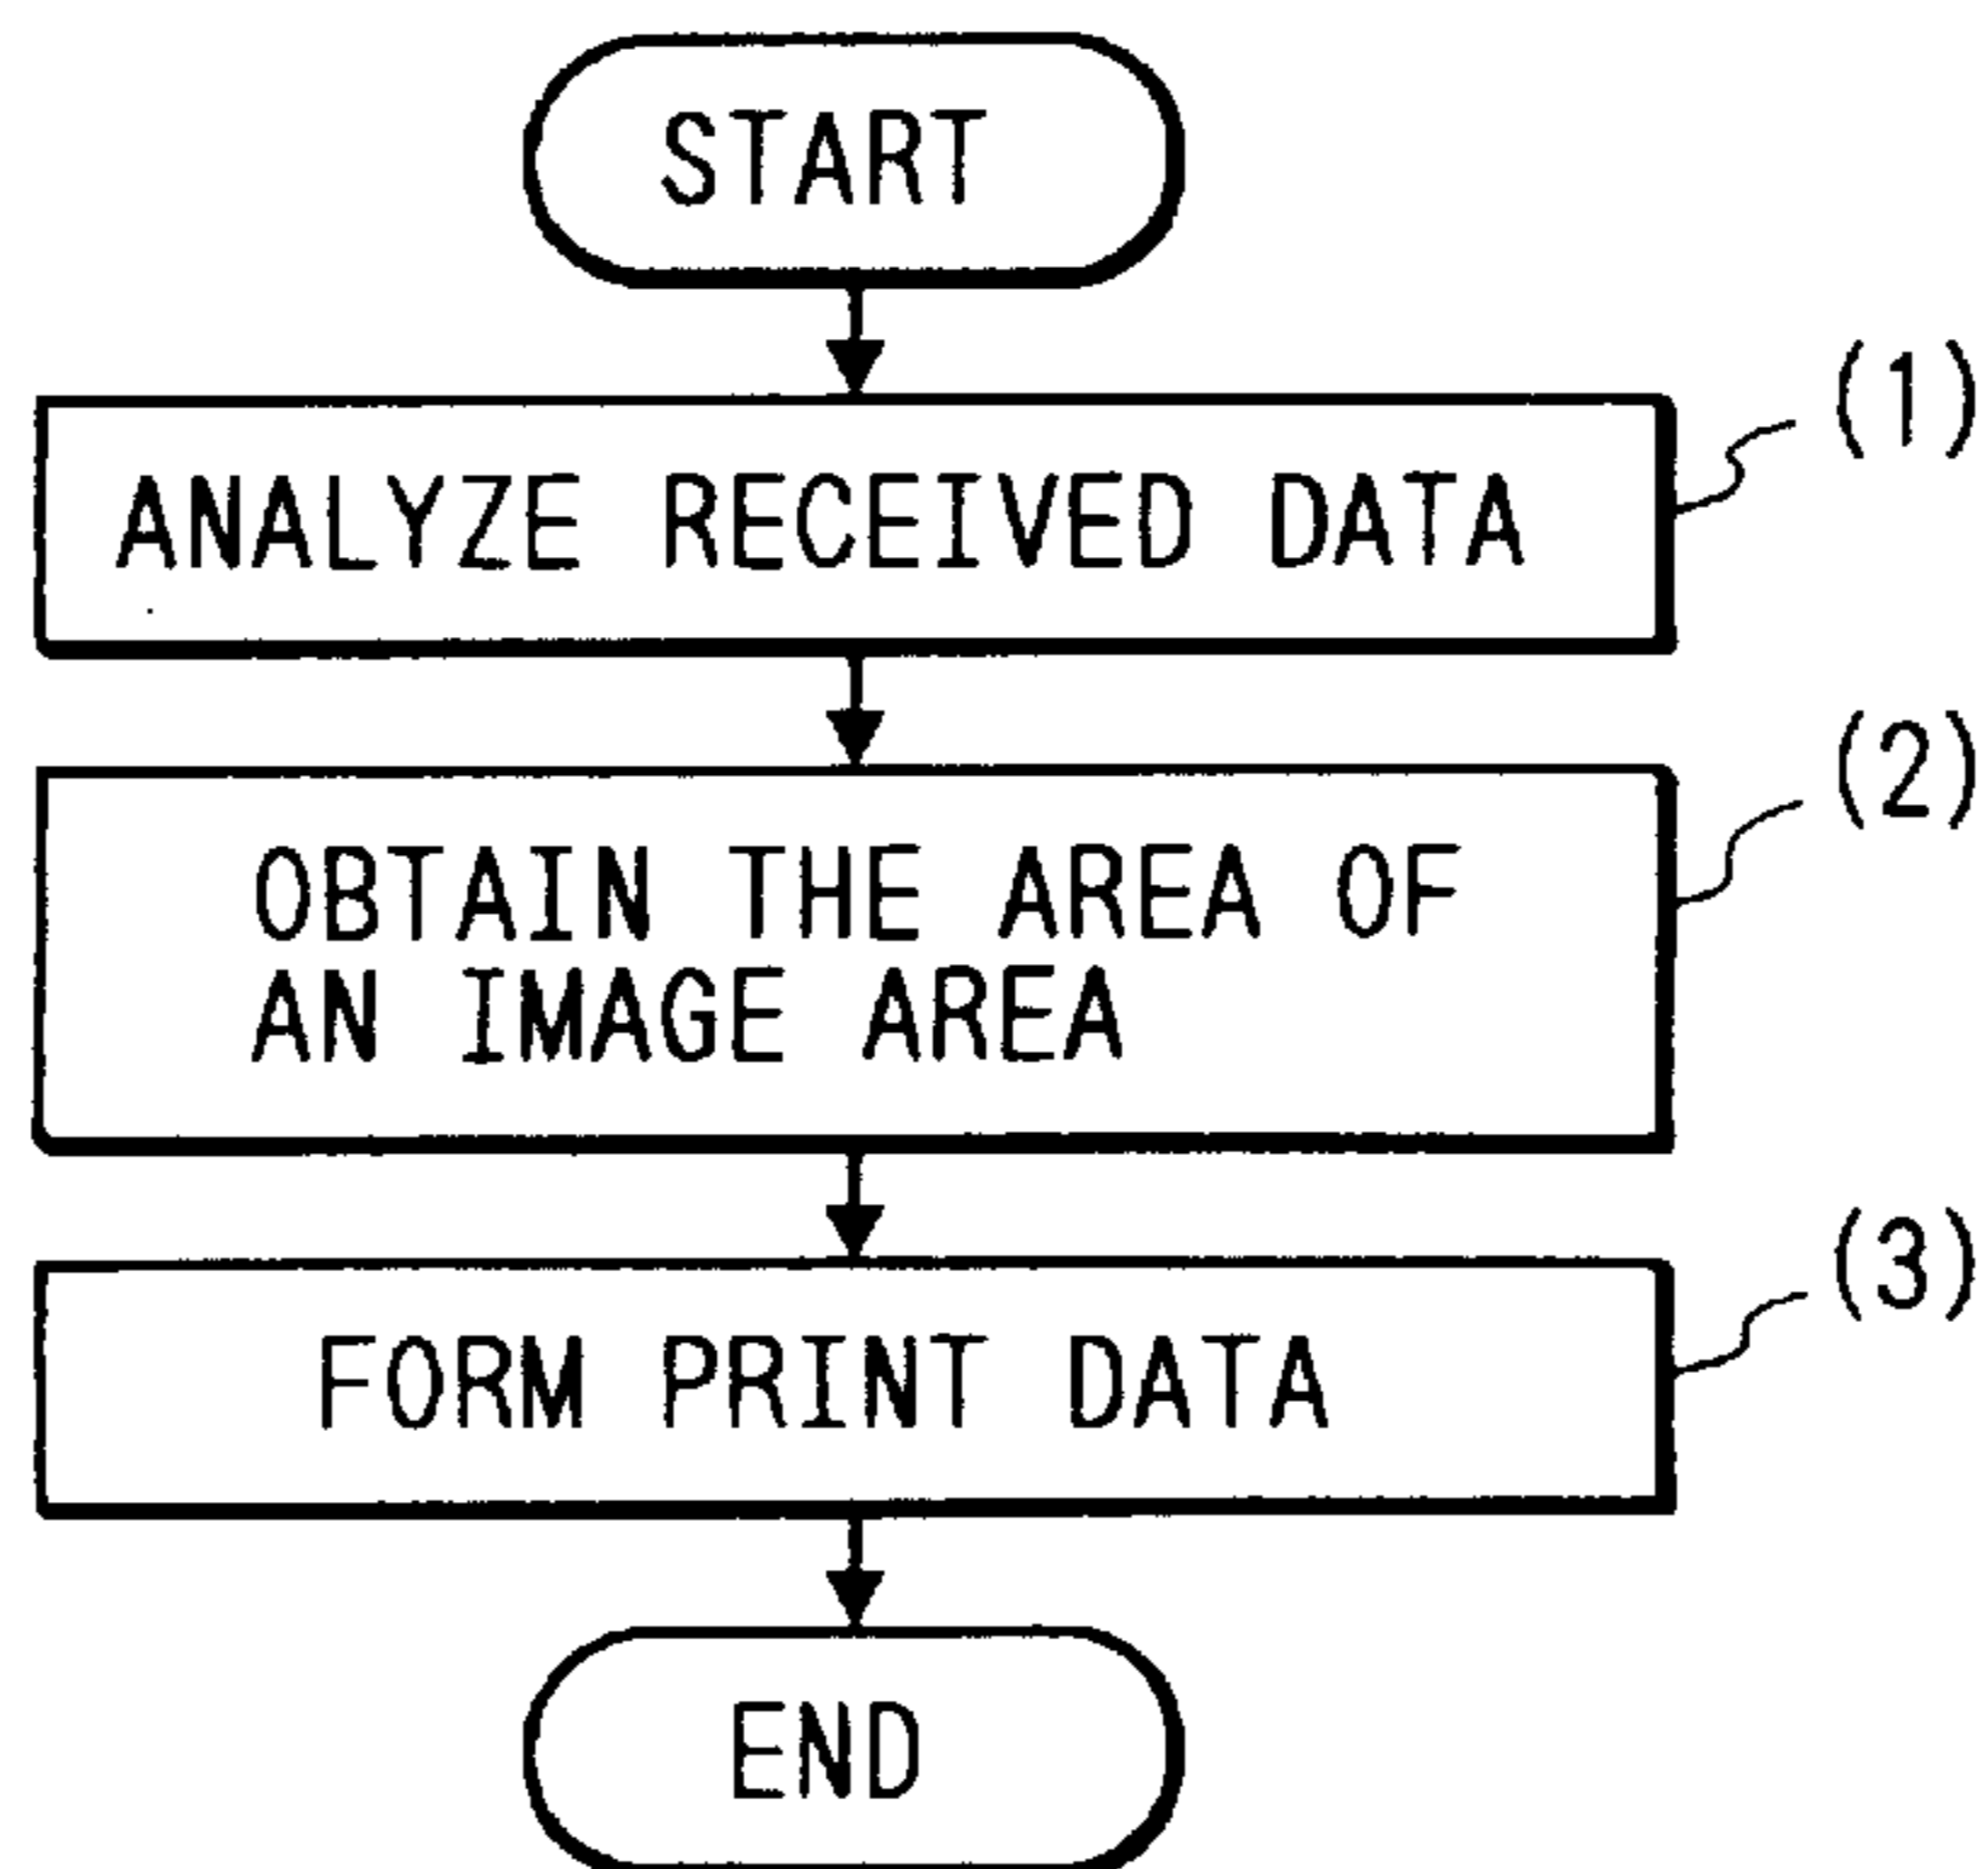 START
(1)
ANALYZE RECEIVED DATA
(2)
OBTAIN THE AREA OF
AN IMAGE AREA
(3)
FORM PRINT DATA
END